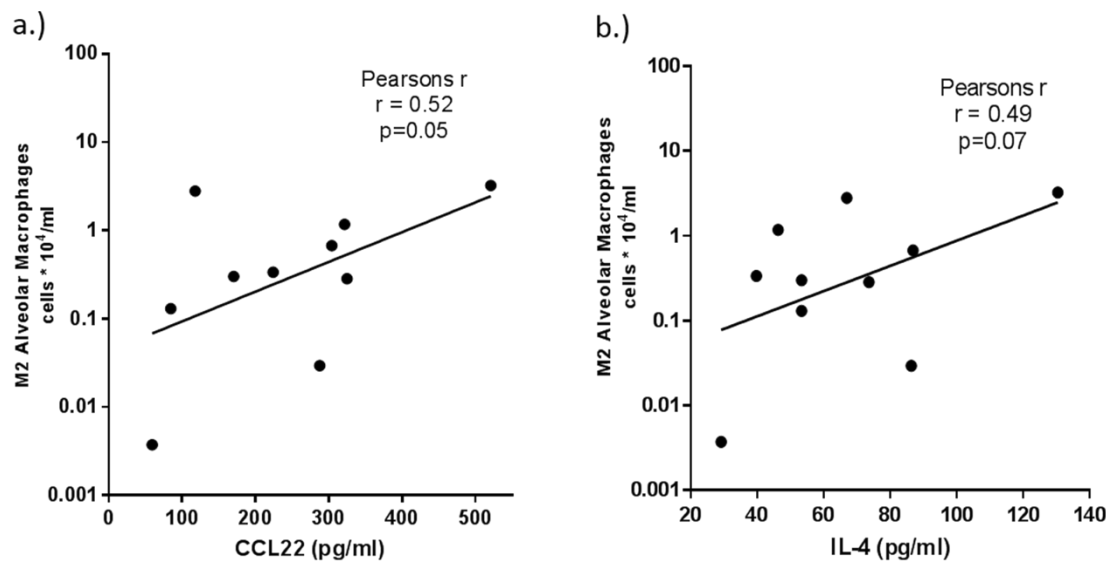 a.)
Pearsons r
r = 0.52
p=0.05
M2 Alveolar Macrophages
cells * 10⁴/ml
100
10
1
0.1
0.01
0.001
0 100 200 300 400 500
CCL22 (pg/ml)
b.)
Pearsons r
r = 0.49
p=0.07
M2 Alveolar Macrophages
cells * 10⁴/ml
100
10
1
0.1
0.01
0.001
20 40 60 80 100 120 140
IL-4 (pg/ml)